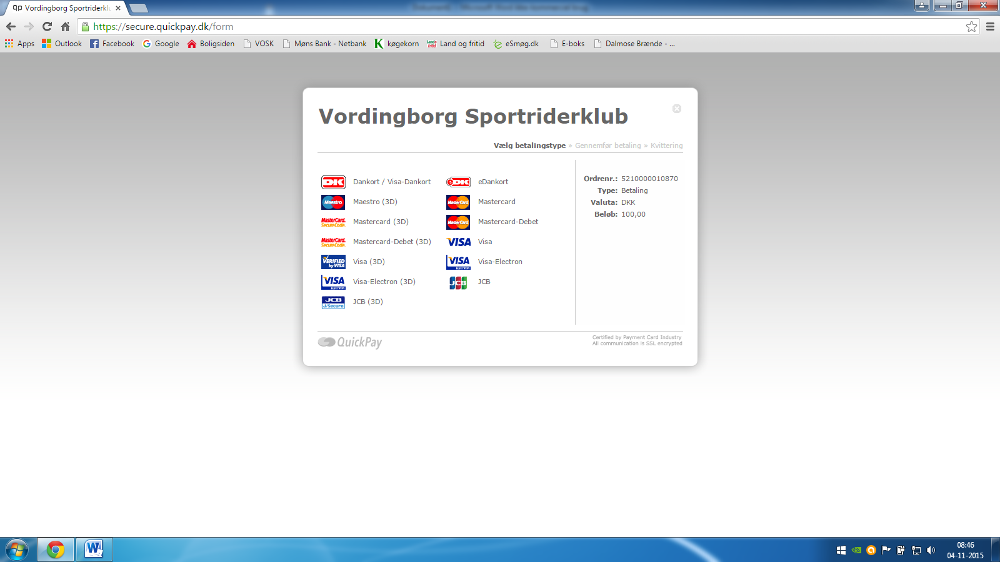 Vordingborg Sportriderklu
https://secure.quickpay.dk/form
Apps Outlook Facebook Google Boligsiden VOSK Møns Bank - Netbank køgekorn Land og fritid eSmøg.dk E-boks Dalmose Brænde - ...
Vordingborg Sportriderklub
Vælg betalingstype » Gennemfør betaling » Kvittering
Dankort / Visa-Dankort
eDankort
Maestro (3D)
Mastercard
Mastercard (3D)
Mastercard-Debet
Mastercard-Debet (3D)
Visa
Visa (3D)
Visa-Electron
Visa-Electron (3D)
JCB
JCB (3D)
Ordrenr.: 5210000010870
Type: Betaling
Valuta: DKK
Beløb: 100,00
QuickPay
Certified by Payment Card Industry
All communication is SSL encrypted
08:46
04-11-2015